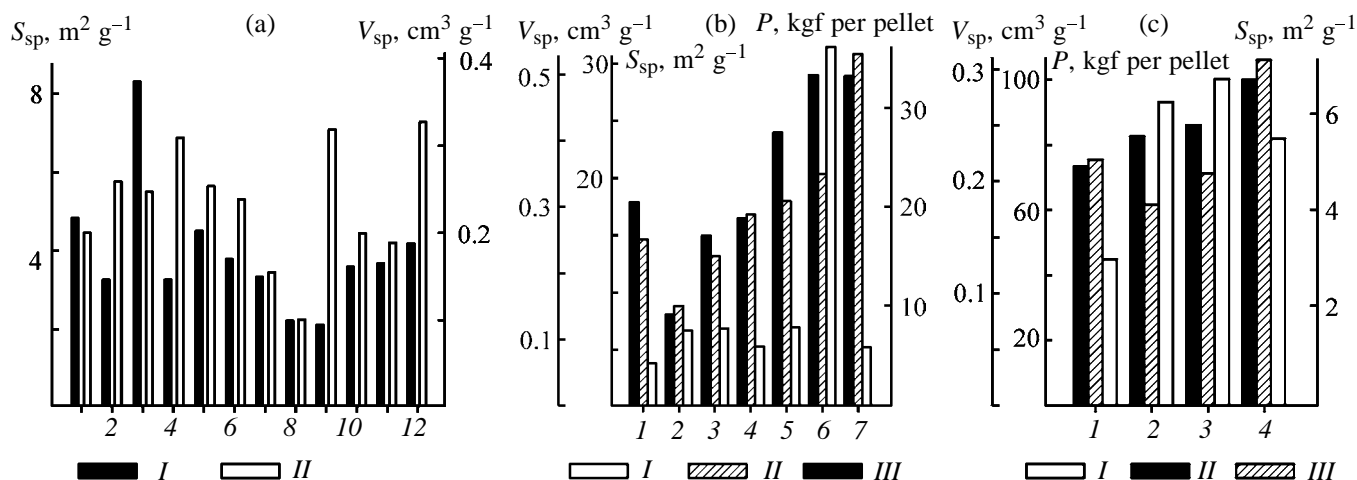 (a)
S_sp, m² g⁻¹
V_sp, cm³ g⁻¹
0.4
8
0.2
4
2 4 6 8 10 12
I II
(b)
V_sp, cm³ g⁻¹
P, kgf per pellet
S_sp, m² g⁻¹
0.5
30
30
20
0.3
20
10
0.1
1 2 3 4 5 6 7
I II III
(c)
V_sp, cm³ g⁻¹
S_sp, m² g⁻¹
P, kgf per pellet
0.3
100
6
0.2
60
4
0.1
2
20
1 2 3 4
I II III